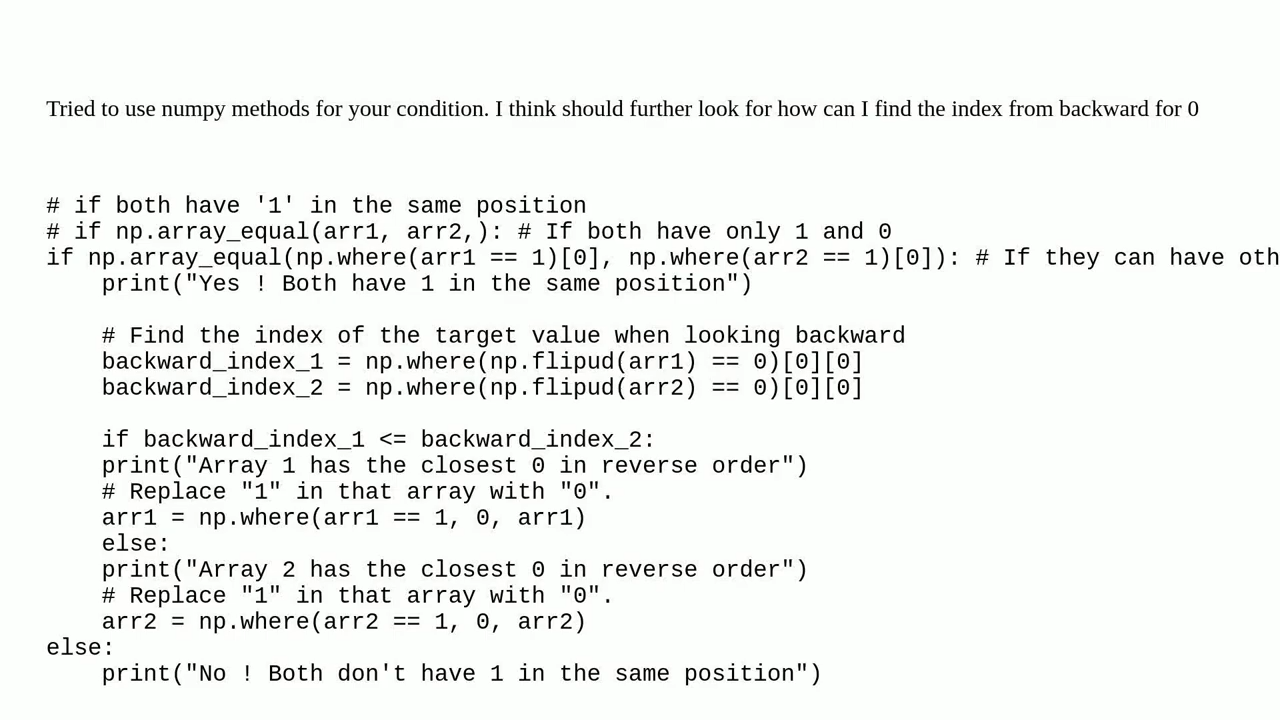 Tried to use numpy methods for your condition. I think should further look for how can I find the index from backward for 0
# if both have '1' in the same position
# if np.array_equal(arr1, arr2,): # If both have only 1 and 0
if np.array_equal(np.where(arr1 == 1)[0], np.where(arr2 == 1)[0]): # If they can have oth
    print("Yes ! Both have 1 in the same position")
    # Find the index of the target value when looking backward
    backward_index_1 = np.where(np.flipud(arr1) == 0)[0][0]
    backward_index_2 = np.where(np.flipud(arr2) == 0)[0][0]
    if backward_index_1 <= backward_index_2:
    print("Array 1 has the closest 0 in reverse order")
    # Replace "1" in that array with "0".
    arr1 = np.where(arr1 == 1, 0, arr1)
    else:
    print("Array 2 has the closest 0 in reverse order")
    # Replace "1" in that array with "0".
    arr2 = np.where(arr2 == 1, 0, arr2)
else:
    print("No ! Both don't have 1 in the same position")